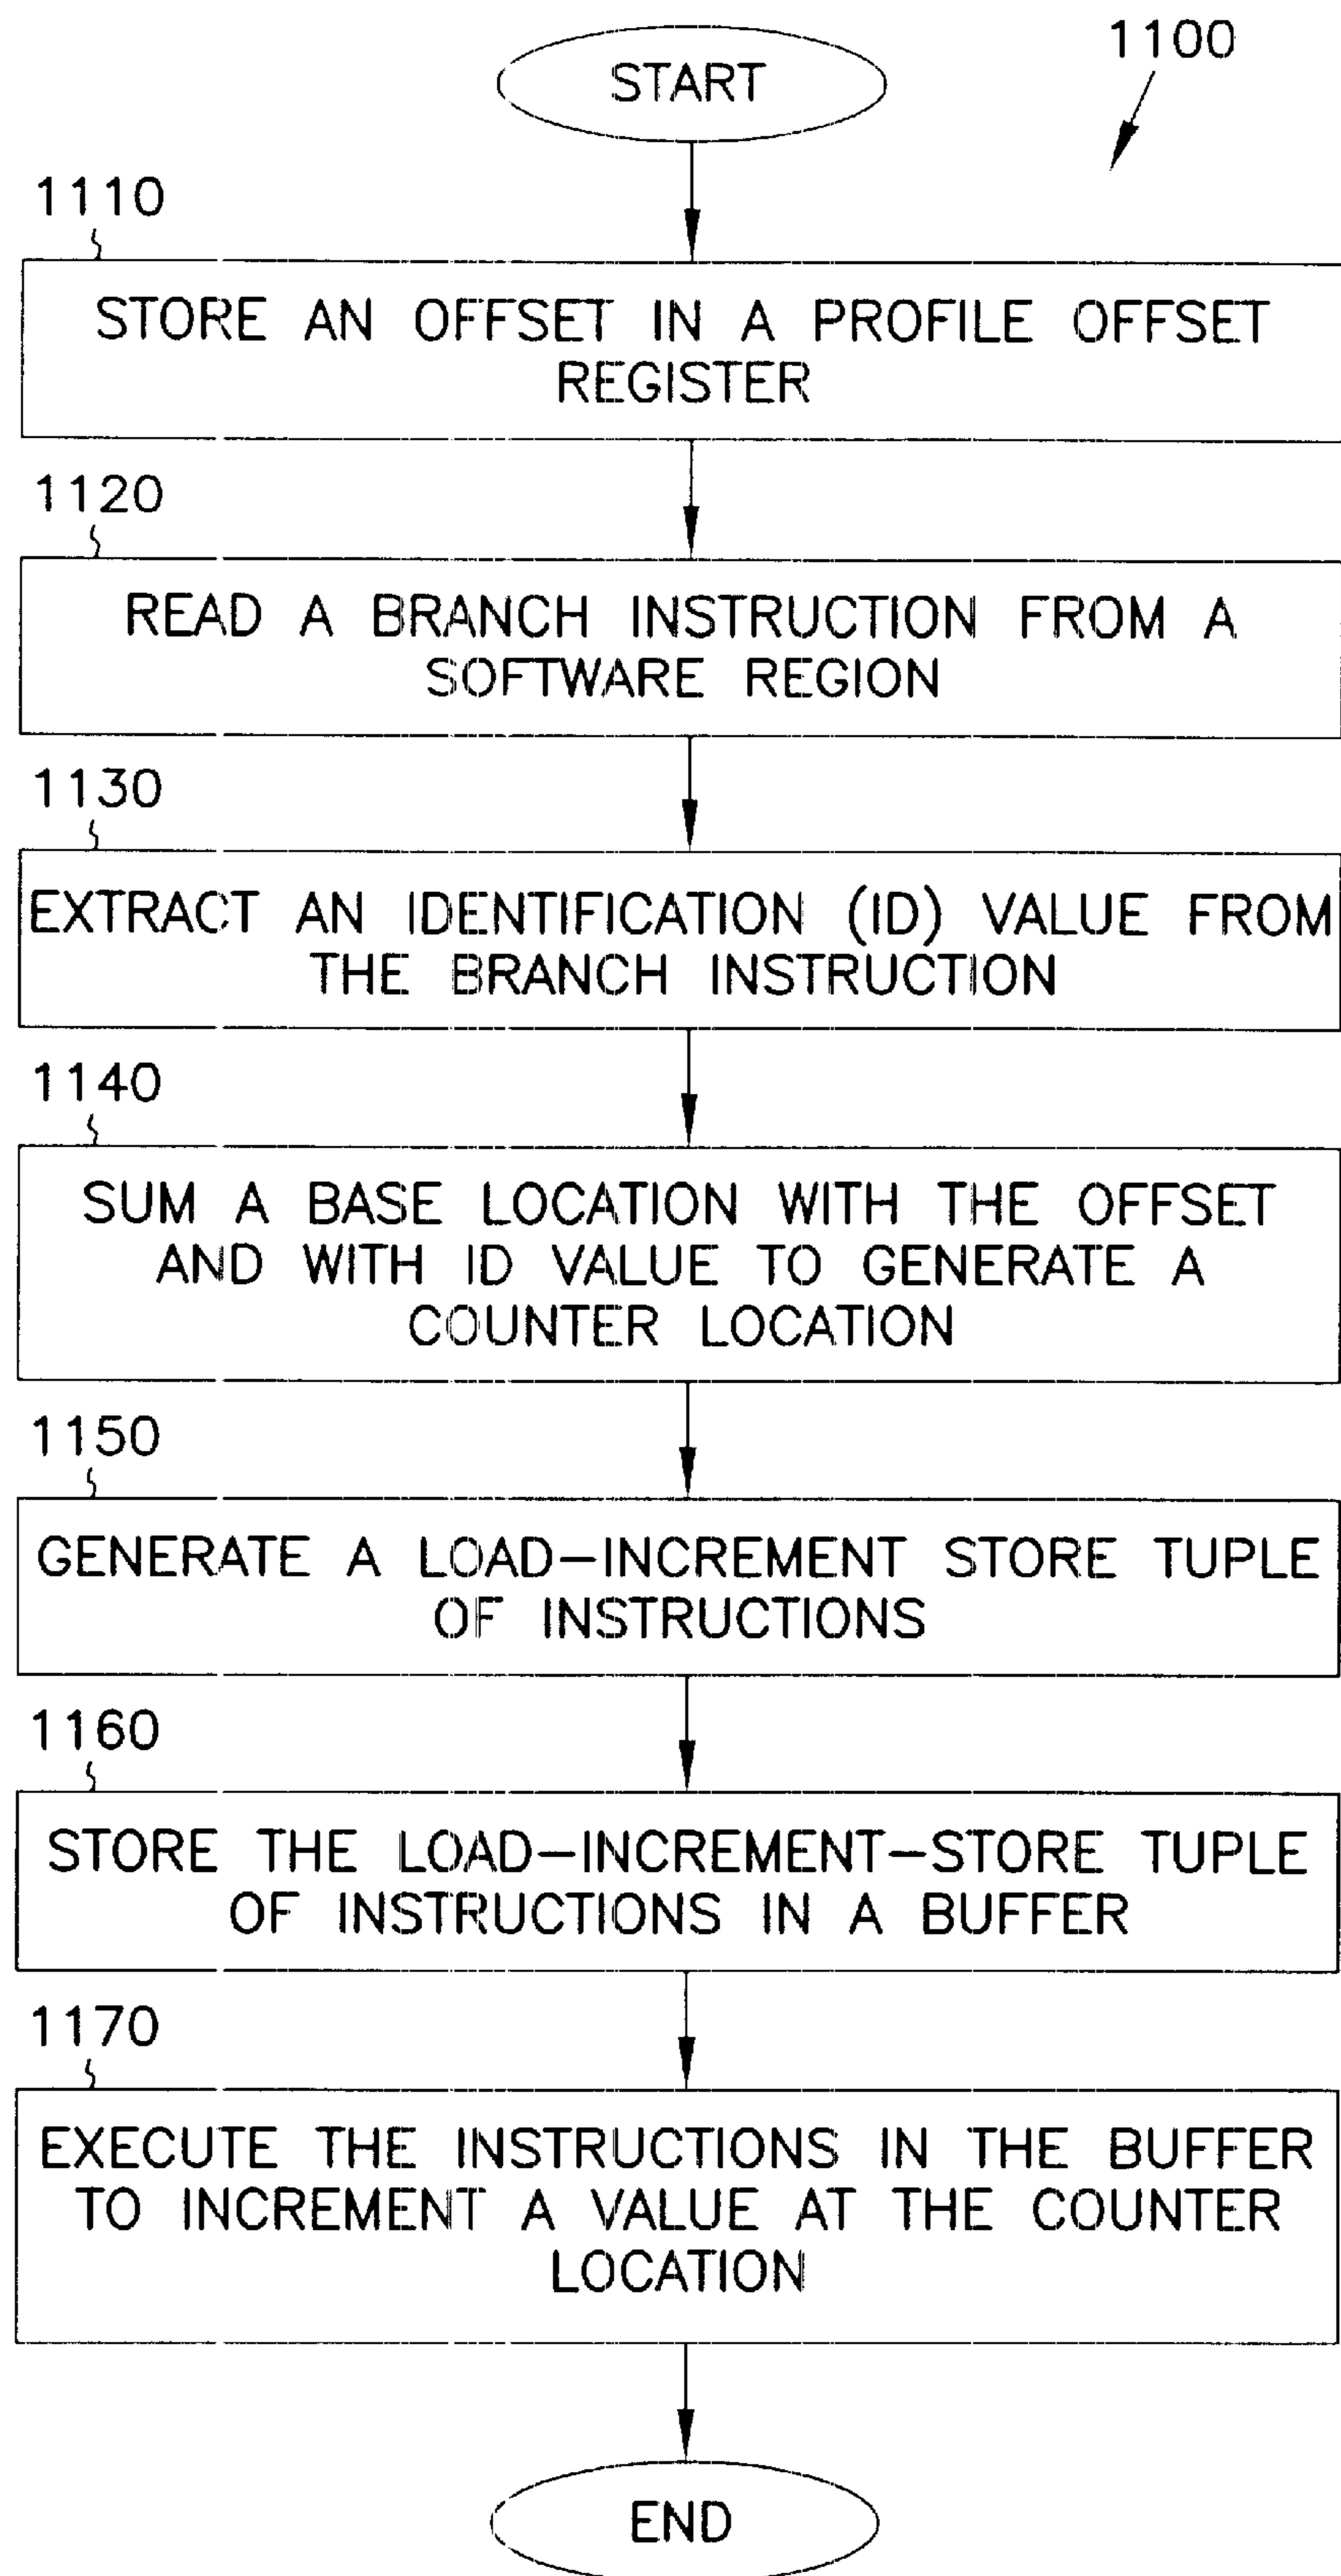 START
1100
1110
STORE AN OFFSET IN A PROFILE OFFSET
REGISTER
1120
READ A BRANCH INSTRUCTION FROM A
SOFTWARE REGION
1130
EXTRACT AN IDENTIFICATION (ID) VALUE FROM
THE BRANCH INSTRUCTION
1140
SUM A BASE LOCATION WITH THE OFFSET
AND WITH ID VALUE TO GENERATE A
COUNTER LOCATION
1150
GENERATE A LOAD–INCREMENT STORE TUPLE
OF INSTRUCTIONS
1160
STORE THE LOAD–INCREMENT–STORE TUPLE
OF INSTRUCTIONS IN A BUFFER
1170
EXECUTE THE INSTRUCTIONS IN THE BUFFER
TO INCREMENT A VALUE AT THE COUNTER
LOCATION
END